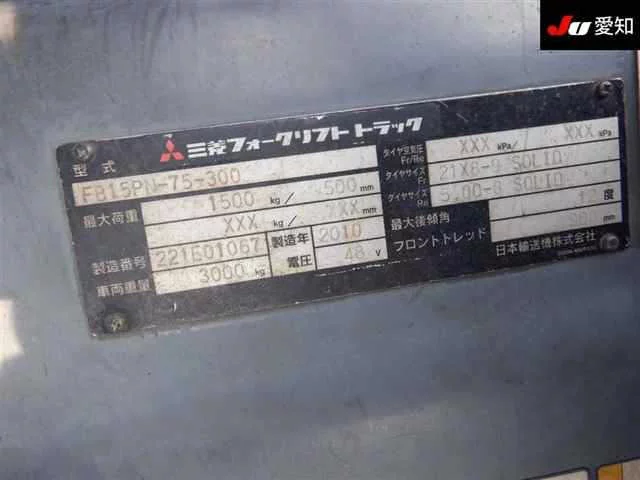 JU 愛知
三菱フォークリフトトラック
型式 FB15PN-75-300
最大荷重 1500 kg / 500 mm
XXX kg / XXX mm
製造番号 221601067 製造年 2010
車両重量 3000 kg 電圧 48 V
タイヤ空気圧 Fr/Re XXX kPa / XXX kPa
タイヤサイズ Fr 21X8-9 SOLID
タイヤサイズ Re 5.00-8 SOLID
最大後傾角 度
フロントトレッド mm
日本輸送機株式会社